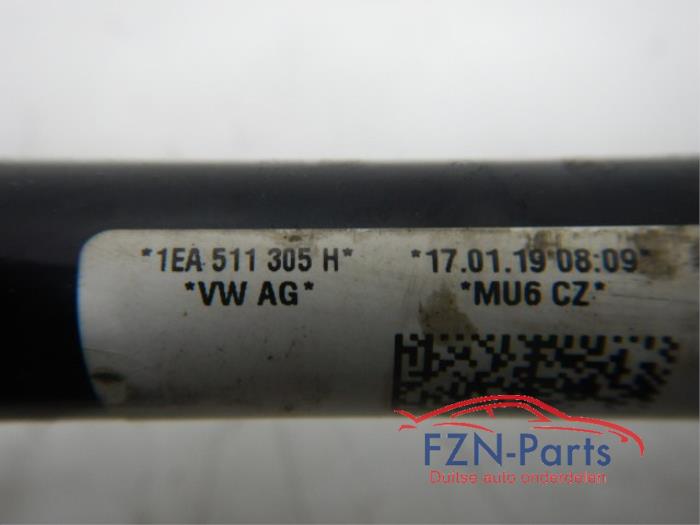 *1EA 511 305 H* *17.01.19*08:09*
*VW AG* *MU6 CZ*
FZN-Parts
Duitse auto onderdelen